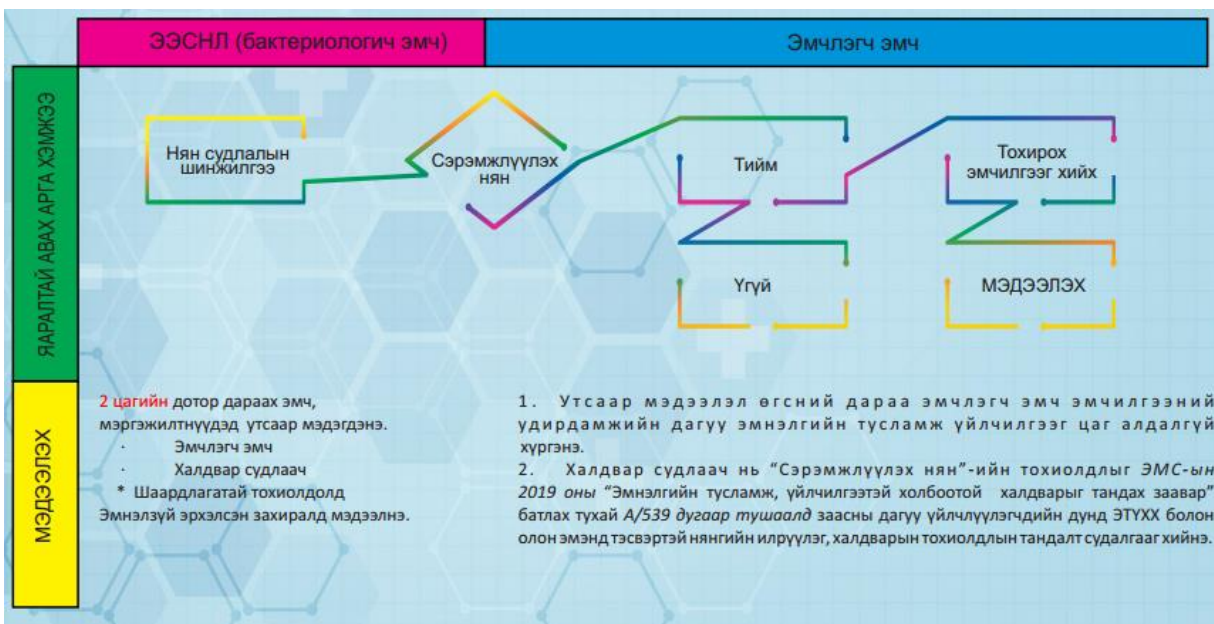 ЭЭСНЛ (бактериологич эмч)
Эмчлэгч эмч
ЯАРАЛТАЙ АВАХ АРГА ХЭМЖЭЭ
Нян судлалын
шинжилгээ
Сэрэмжлүүлэх
нян
Тийм
Тохирох
эмчилгээг хийх
Үгүй
МЭДЭЭЛЭХ
МЭДЭЭЛЭХ
2 цагийн дотор дараах эмч,
мэргэжилтнүүдэд утсаар мэдэгдэнэ.
· Эмчлэгч эмч
· Халдвар судлаач
* Шаардлагатай тохиолдолд
Эмнэлзүй эрхэлсэн захиралд мэдээлнэ.
1. Утсаар мэдээлэл өгсний дараа эмчлэгч эмч эмчилгээний
удирдамжийн дагуу эмнэлгийн тусламж үйлчилгээг цаг алдалгүй
хүргэнэ.
2. Халдвар судлаач нь “Сэрэмжлүүлэх нян”-ийн тохиолдлыг ЭМС-ын
2019 оны “Эмнэлгийн тусламж, үйлчилгээтэй холбоотой халдварыг тандах заавар”
батлах тухай А/539 дугаар тушаалд заасны дагуу үйлчлүүлэгчдийн дунд ЭТҮХХ болон
олон эмэнд тэсвэртэй нянгийн илрүүлэг, халдварын тохиолдлын тандалт судалгааг хийнэ.